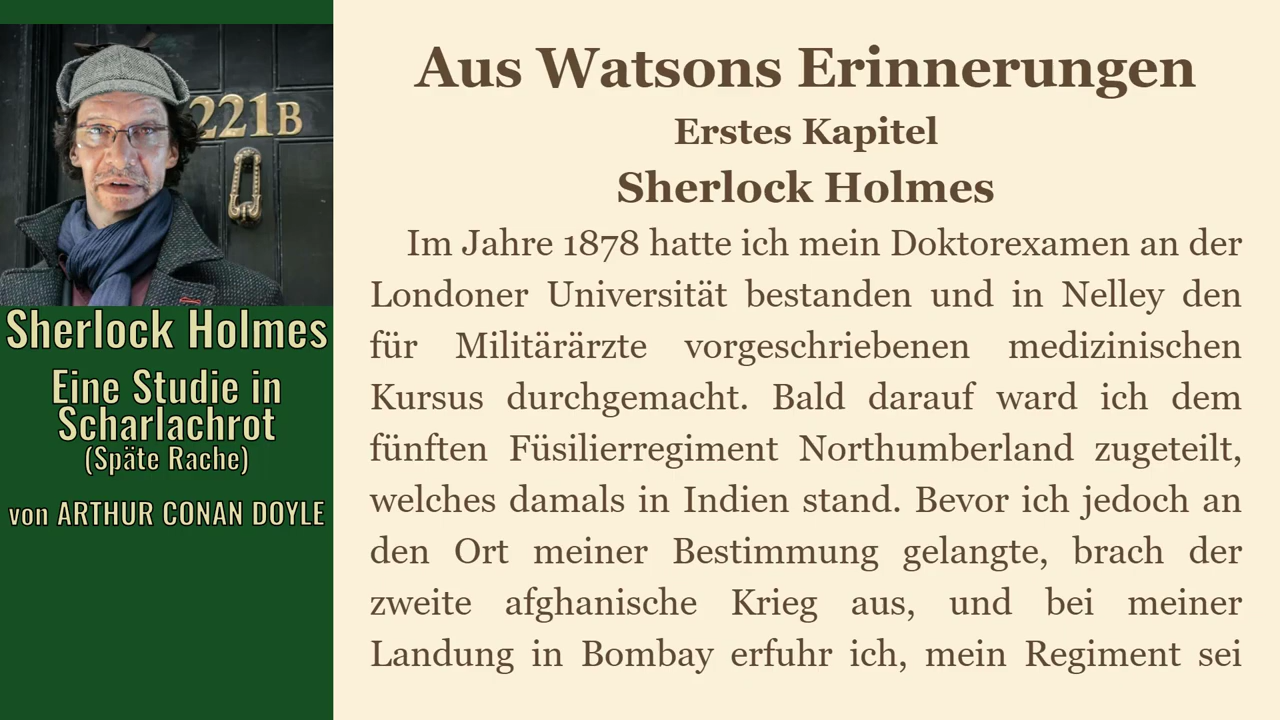 221B
Sherlock Holmes
Eine Studie in
Scharlachrot
(Späte Rache)
von ARTHUR CONAN DOYLE
Aus Watsons Erinnerungen
Erstes Kapitel
Sherlock Holmes
Im Jahre 1878 hatte ich mein Doktorexamen an der
Londoner Universität bestanden und in Nelley den
für Militärärzte vorgeschriebenen medizinischen
Kursus durchgemacht. Bald darauf ward ich dem
fünften Füsilierregiment Northumberland zugeteilt,
welches damals in Indien stand. Bevor ich jedoch an
den Ort meiner Bestimmung gelangte, brach der
zweite afghanische Krieg aus, und bei meiner
Landung in Bombay erfuhr ich, mein Regiment sei